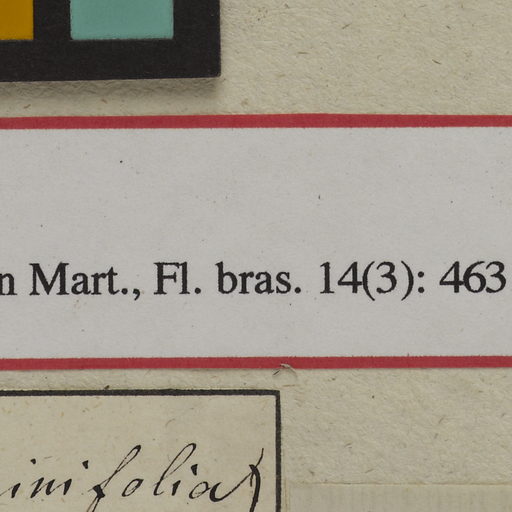 n Mart., Fl. bras. 14(3): 463
inifolia)